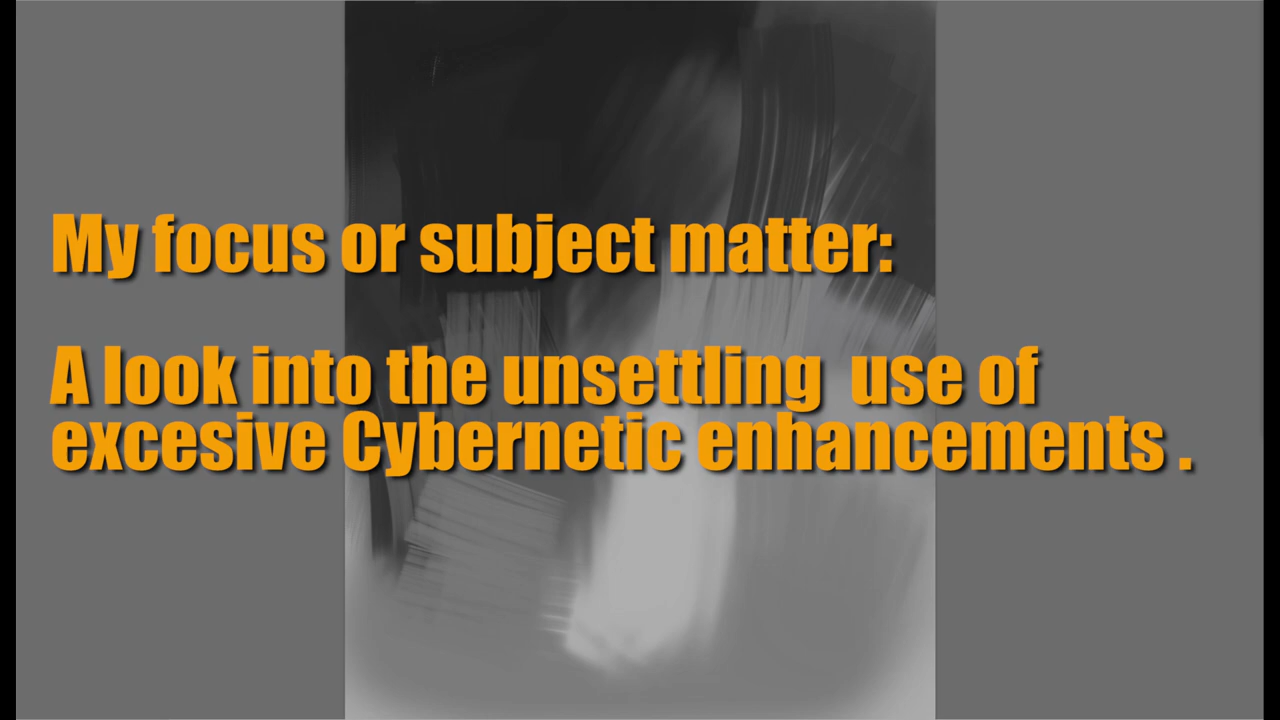 My focus or subject matter:
A look into the unsettling  use of
excesive Cybernetic enhancements .